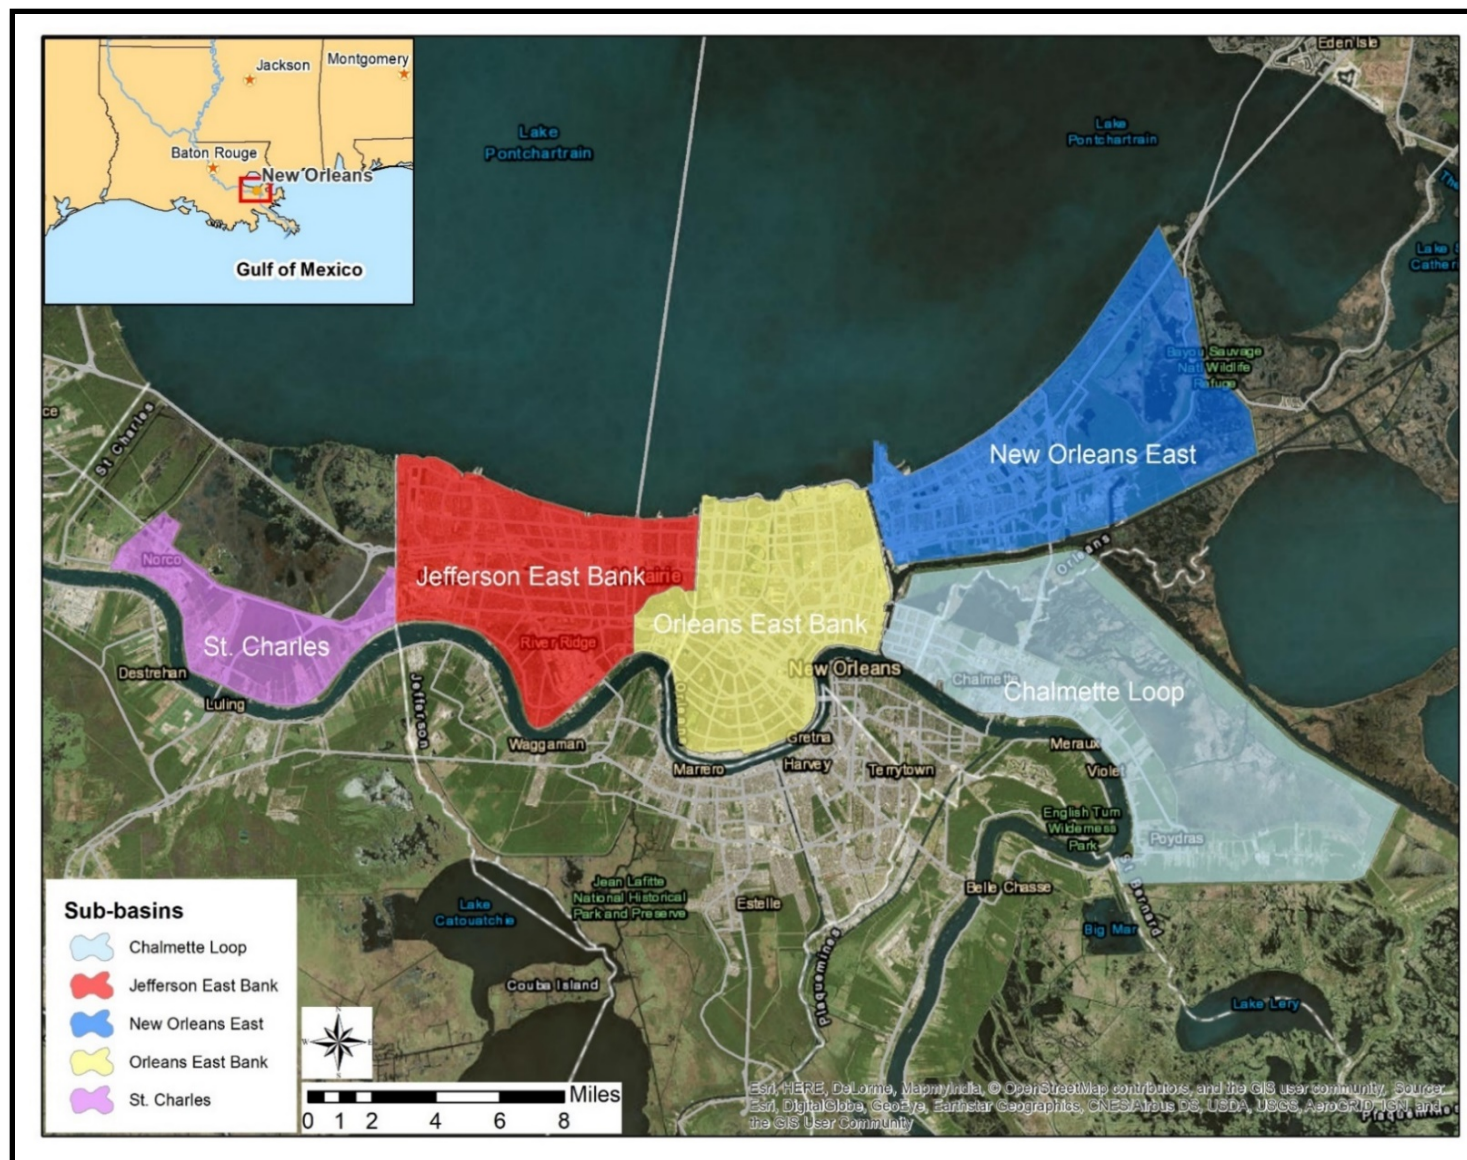 Jackson
Montgomery
Baton Rouge
New Orleans
Gulf of Mexico
Eden Isle
Lake
Pontchartrain
Lake
Pontchartrain
Lake
Bayou Sauvage
Natl Wildlife
Refuge
St Charles
New Orleans East
Norco
Jefferson East Bank
Orleans
River Ridge
Orleans East Bank
St. Charles
New Orleans
Chalmette
Chalmette Loop
Destrehan
Luling
Jefferson
Orleans
Waggaman
Gretna
Meraux
Marrero
Harvey
Terrytown
Violet
English Turn
Wilderness
Park
Poydras
St Bernard
Jean Lafitte
National Historical
Park and Preserve
Belle Chasse
Estelle
Lake
Catouatchie
Big Mar
Plaquemines
Couba Island
Lake Lery
Sub-basins
Chalmette Loop
Jefferson East Bank
New Orleans East
Orleans East Bank
St. Charles
N
W
E
S
Miles
0 1 2 4 6 8
Esri, HERE, DeLorme, MapmyIndia, © OpenStreetMap contributors, and the GIS user community, Source:
Esri, DigitalGlobe, GeoEye, Earthstar Geographics, CNES/Airbus DS, USDA, USGS, AeroGRID, IGN, and
the GIS User Community